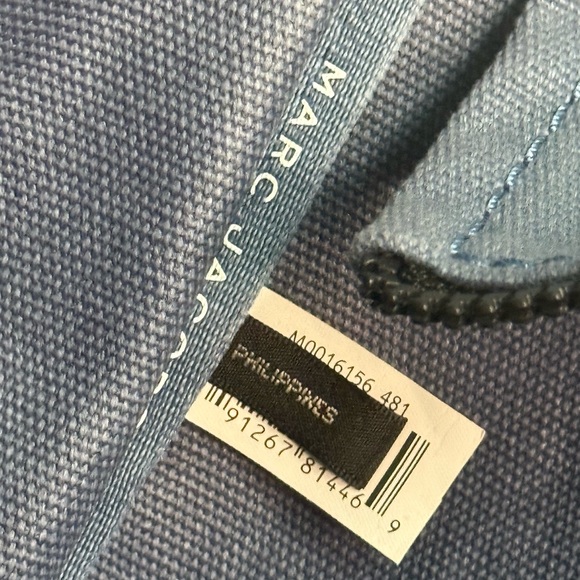 MARC JACOB
M0016156 481
PHILIPPINES
91267 81446 9